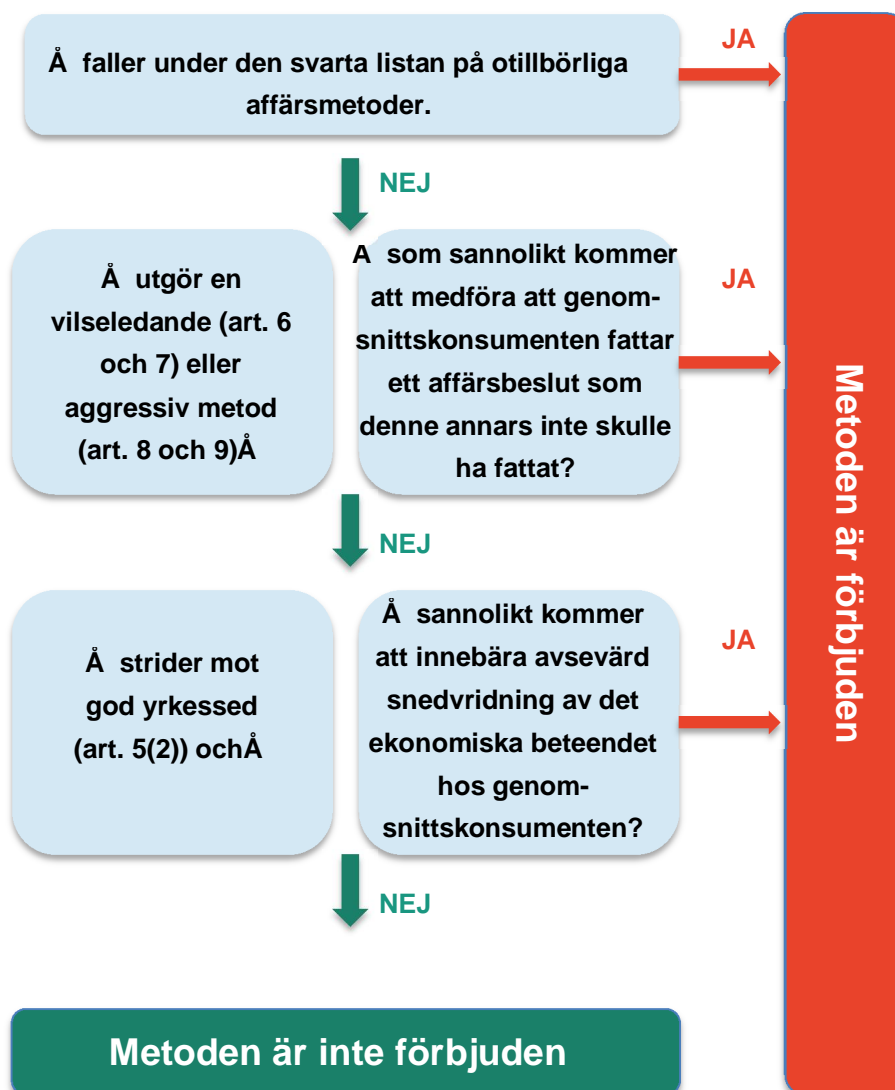 Å faller under den svarta listan på otillbörliga
affärsmetoder.
JA
NEJ
Å utgör en
vilseledande (art. 6
och 7) eller
aggressiv metod
(art. 8 och 9)Å
A som sannolikt kommer
att medföra att genom-
snittskonsumenten fattar
ett affärsbeslut som
denne annars inte skulle
ha fattat?
JA
NEJ
Å strider mot
god yrkessed
(art. 5(2)) ochÅ
Å sannolikt kommer
att innebära avsevärd
snedvridning av det
ekonomiska beteendet
hos genom-
snittskonsumenten?
JA
NEJ
Metoden är inte förbjuden
Metoden är förbjuden